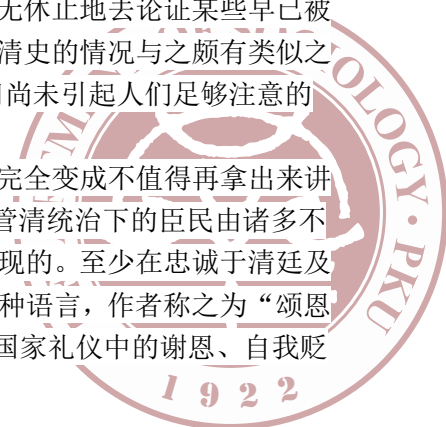 无休止地去论证某些早已被
清史的情况与之颇有类似之
尚未引起人们足够注意的
完全变成不值得再拿出来讲
管清统治下的臣民由诸多不
现的。至少在忠诚于清廷及
种语言，作者称之为“颂恩
国家礼仪中的谢恩、自我贬
OLOGY · PKU
1922